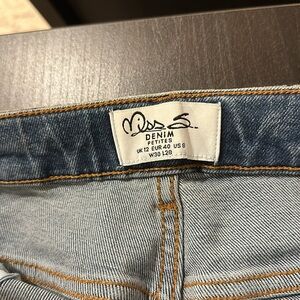 Miss S.
DENIM
PETITES
UK 12 EUR 40 US 8
W30 L28